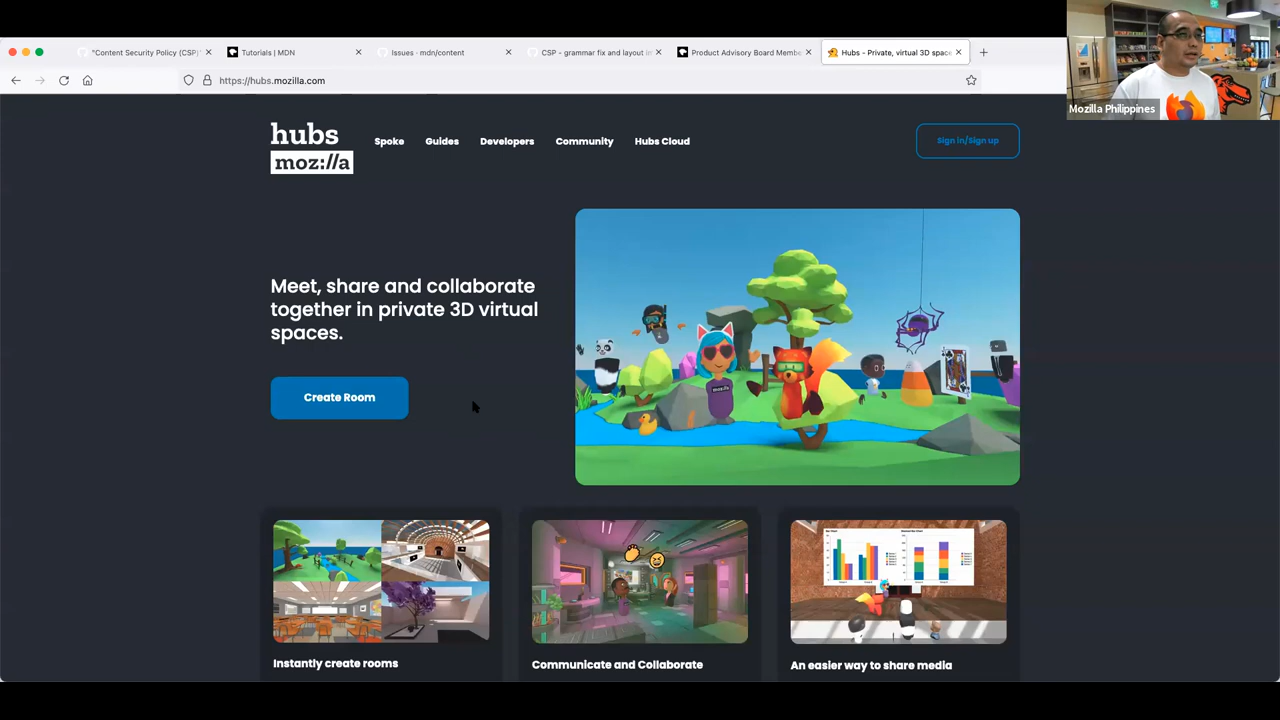 "Content Security Policy (CSP)"
Tutorials | MDN
Issues · mdn/content
CSP - grammar fix and layout
Product Advisory Board Membe
Hubs - Private, virtual 3D space
https://hubs.mozilla.com
Mozilla Philippines
hubs
moz://a
Spoke
Guides
Developers
Community
Hubs Cloud
Sign in/Sign up
Meet, share and collaborate
together in private 3D virtual
spaces.
Create Room
Instantly create rooms
Communicate and Collaborate
An easier way to share media